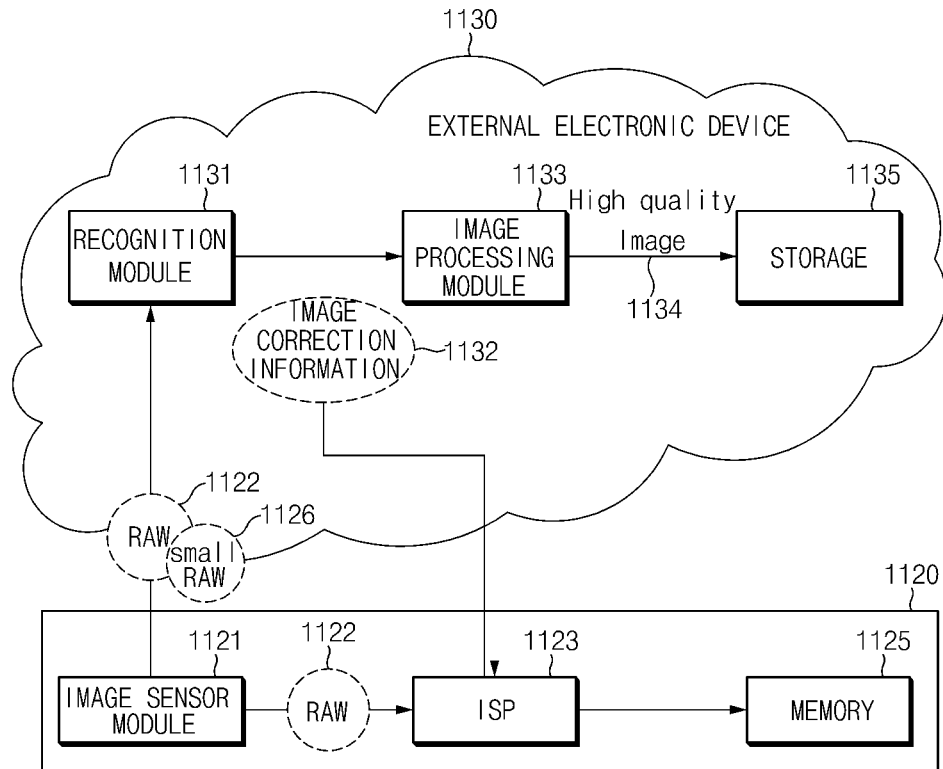 1130
EXTERNAL ELECTRONIC DEVICE
1131
RECOGNITION
MODULE
1133
IMAGE
PROCESSING
MODULE
High quality
Image
1134
1135
STORAGE
IMAGE
CORRECTION
INFORMATION
1132
1122
RAW
1126
small
RAW
1120
1121
IMAGE SENSOR
MODULE
1122
RAW
1123
ISP
1125
MEMORY